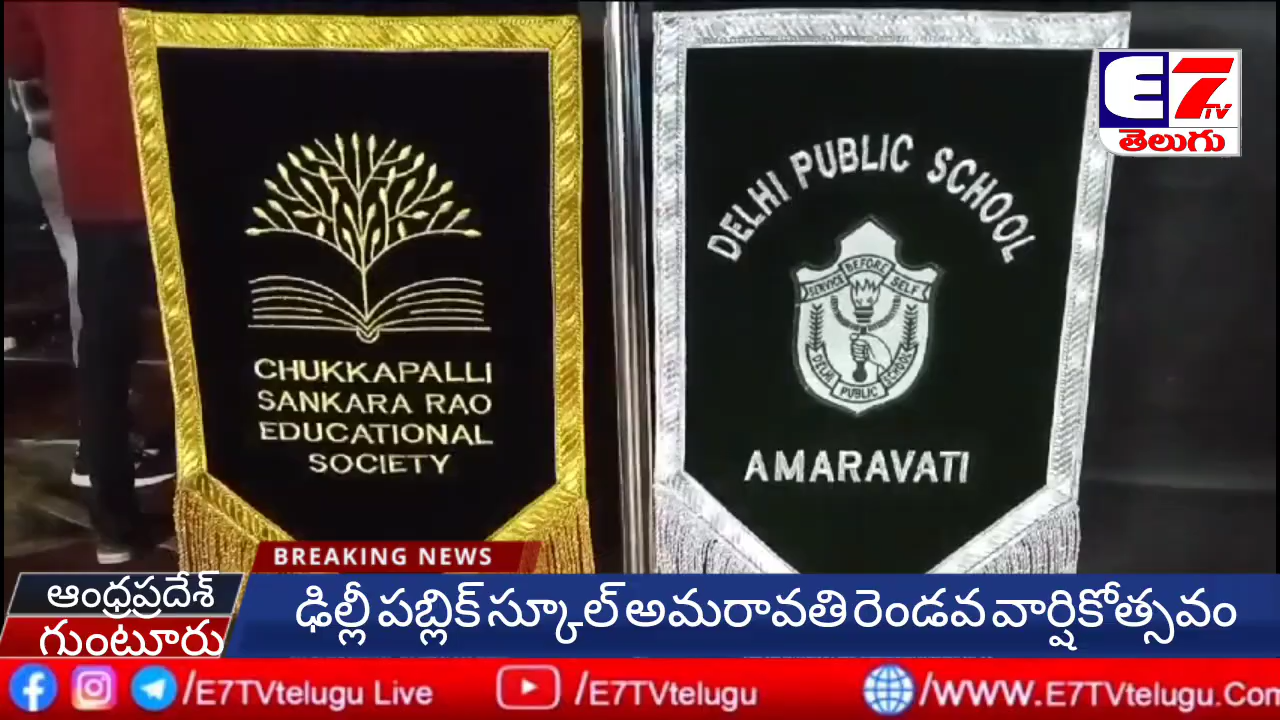 E7
TV
తెలుగు
CHUKKAPALLI
SANKARA RAO
EDUCATIONAL
SOCIETY
DELHI PUBLIC SCHOOL
SERVICE BEFORE SELF
DELHI PUBLIC SCHOOL
AMARAVATI
BREAKING NEWS
ఆంధ్రప్రదేశ్
గుంటూరు
ఢిల్లీ పబ్లిక్ స్కూల్ అమరావతి రెండవ వార్షికోత్సవం
/E7TVtelugu Live
/E7TVtelugu
/WWW.E7TVtelugu.Com